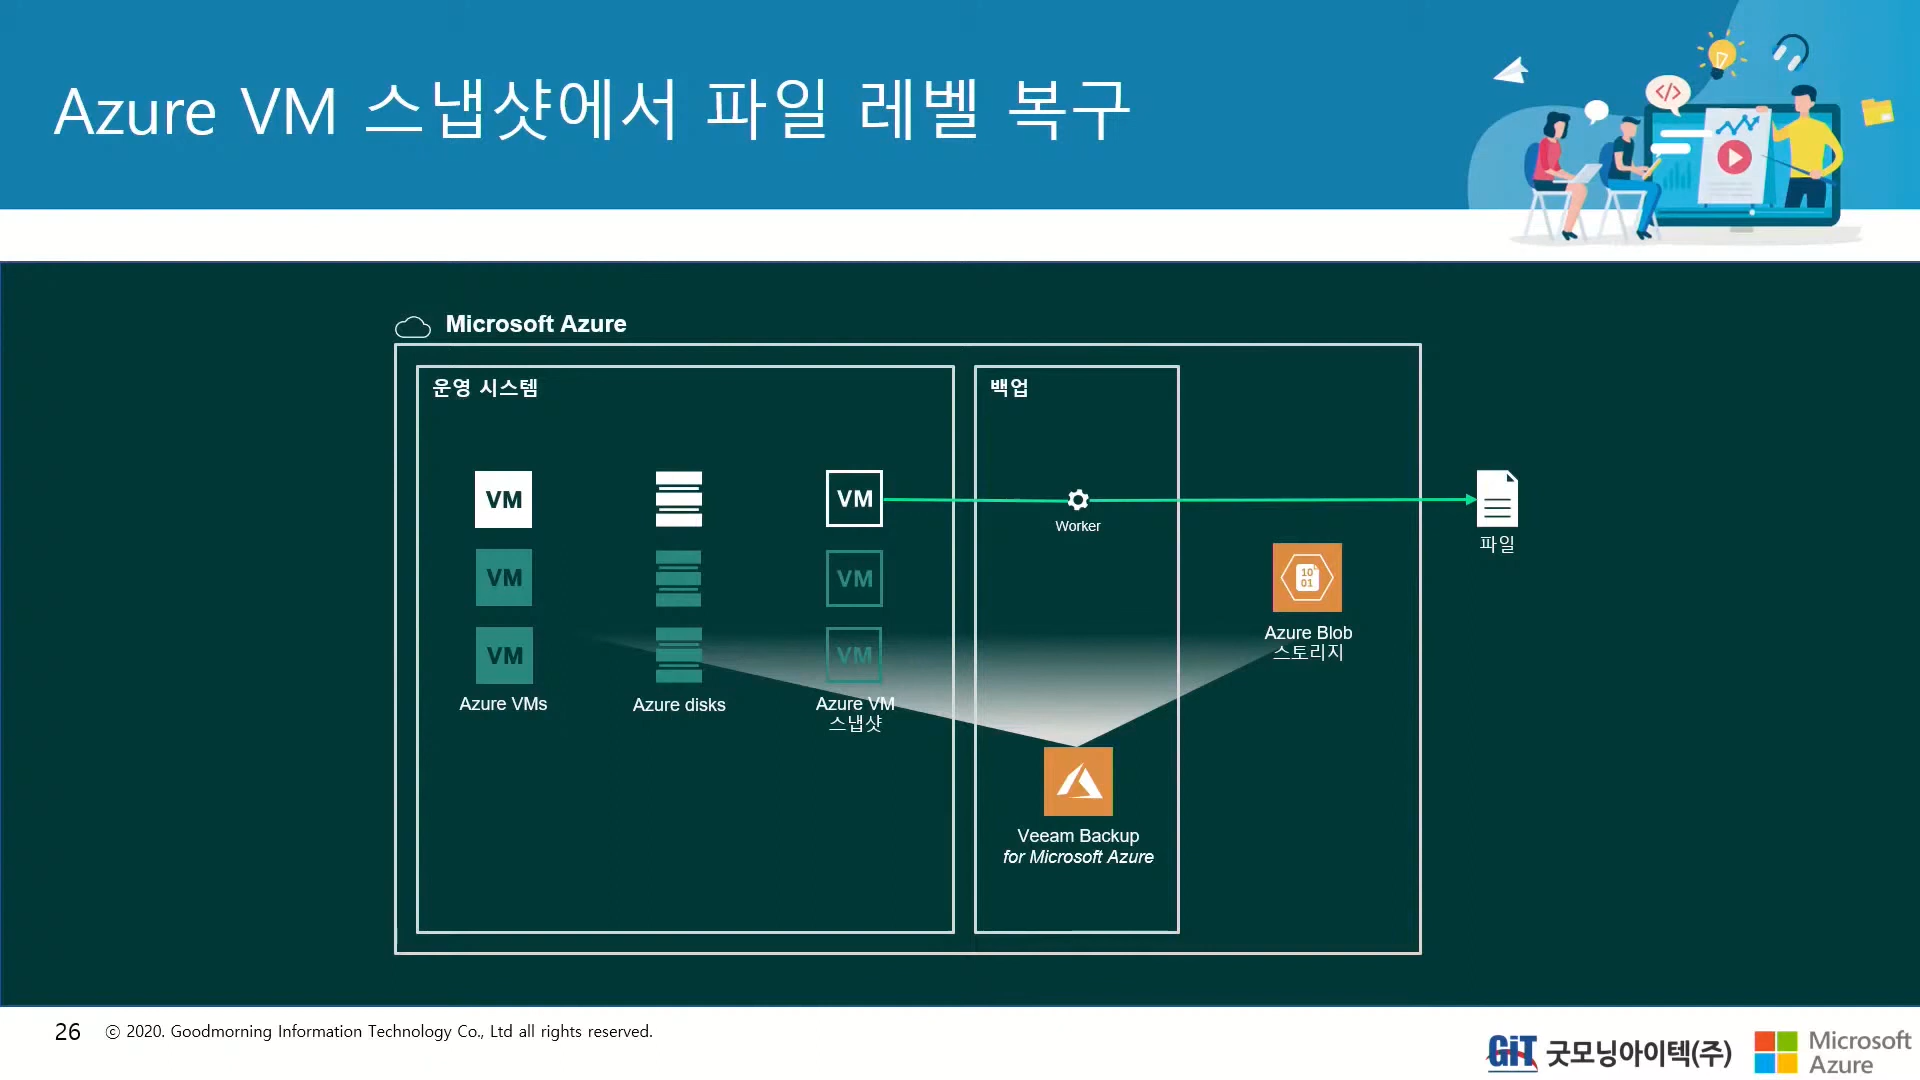 Azure VM 스냅샷에서 파일 레벨 복구
</>
Microsoft Azure
운영 시스템
백업
VM
VM
Worker
파일
VM
VM
10
01
Azure Blob
스토리지
VM
VM
Azure VMs
Azure disks
Azure VM
스냅샷
Veeam Backup
for Microsoft Azure
26
ⓒ 2020. Goodmorning Information Technology Co., Ltd all rights reserved.
GiT 굿모닝아이텍(주)
Microsoft
Azure